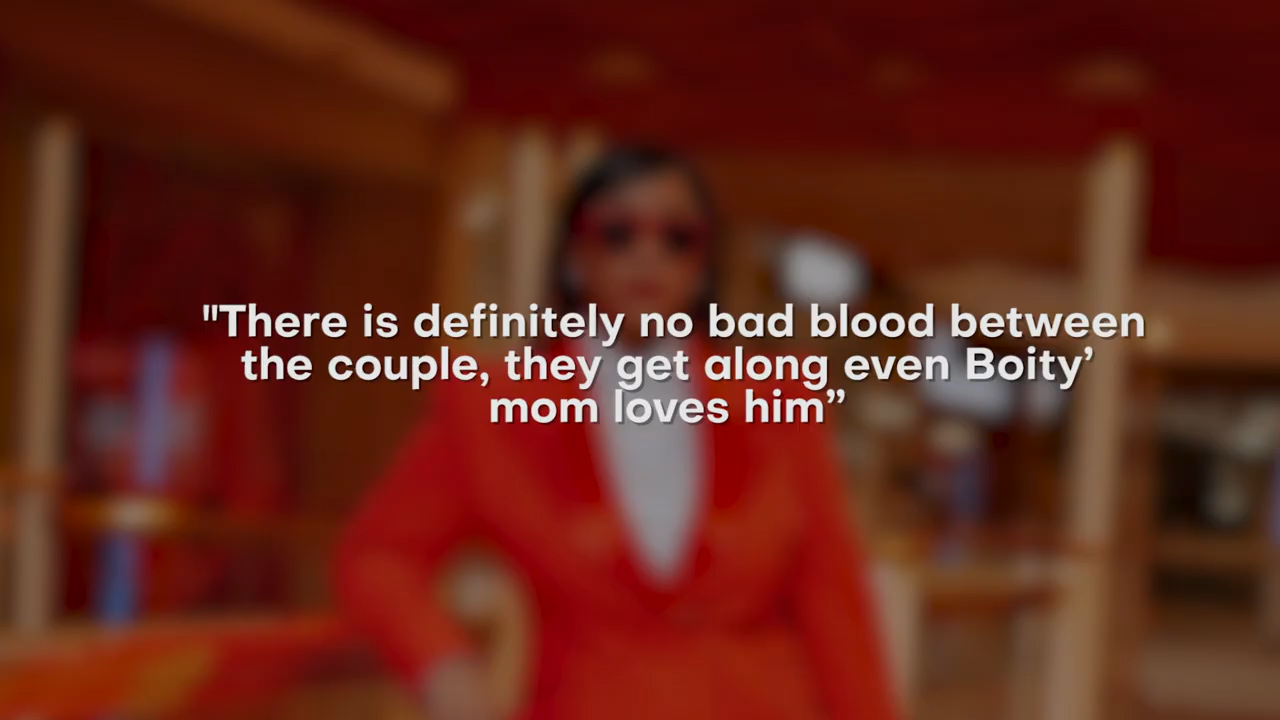 "There is definitely no bad blood between
the couple, they get along even Boity’
mom loves him”